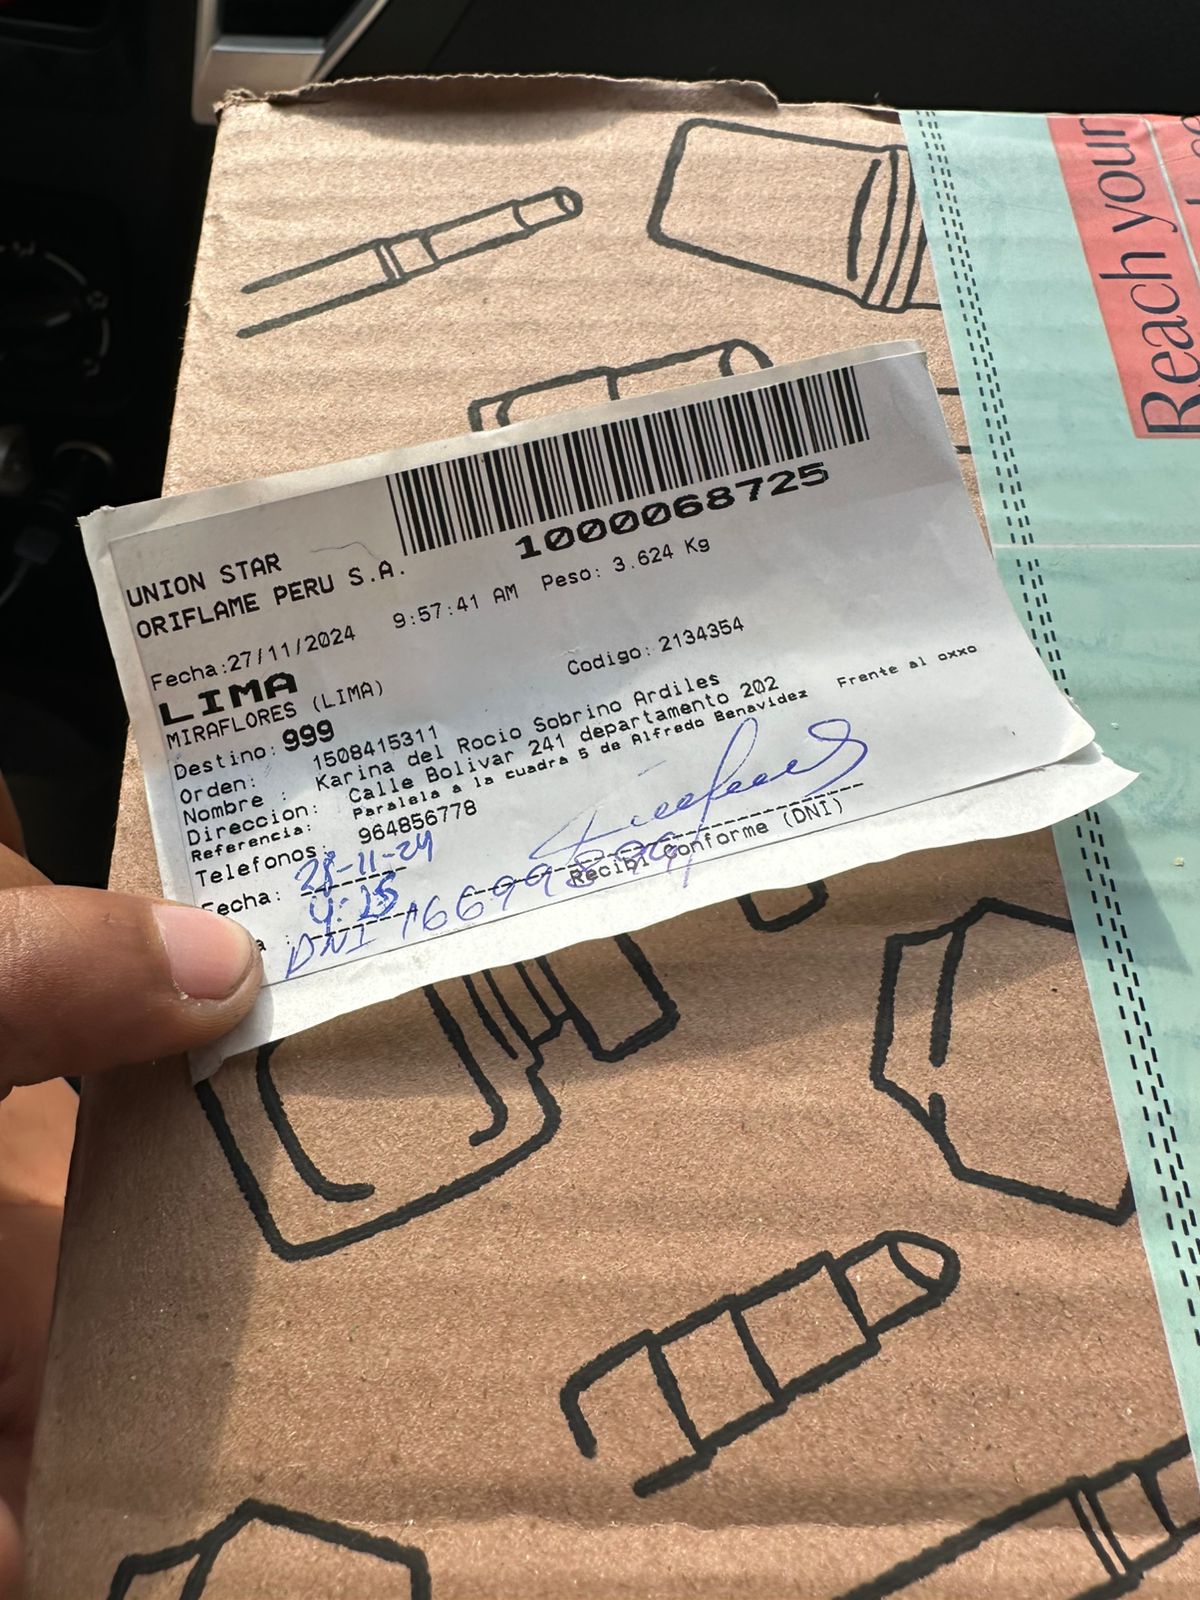 Reach your
1000068725
UNION STAR
ORIFLAME PERU S.A.
Fecha:27/11/2024 9:57:41 AM Peso: 3.624 Kg
LIMA
MIRAFLORES (LIMA) Codigo: 2134354
Destino: 999
Orden: 1508415311
Nombre : Karina del Rocio Sobrino Ardiles
Direccion: Calle Bolivar 241 departamento 202
Referencia: Paralela a la cuadra 5 de Alfredo Benavidez Frente al oxxo
Telefonos: 964856778
Fecha: 28-11-24
4:25
Recibi Conforme (DNI)
DNI